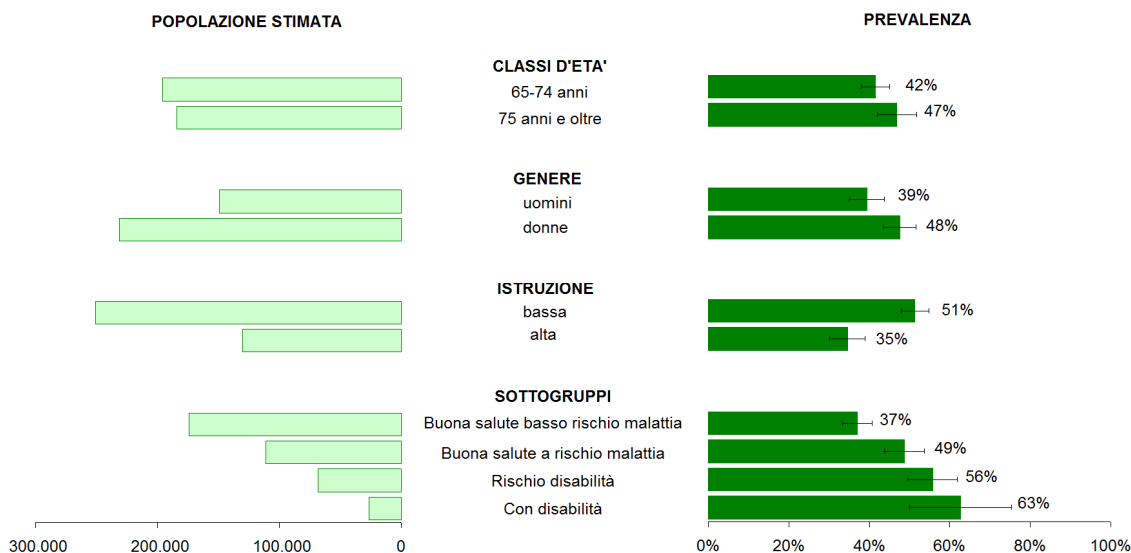 POPOLAZIONE STIMATA
PREVALENZA
CLASSI D'ETA'
65-74 anni
42%
75 anni e oltre
47%
GENERE
uomini
39%
donne
48%
ISTRUZIONE
bassa
51%
alta
35%
SOTTOGRUPPI
Buona salute basso rischio malattia
37%
Buona salute a rischio malattia
49%
Rischio disabilità
56%
Con disabilità
63%
300.000 200.000 100.000 0
0% 20% 40% 60% 80% 100%